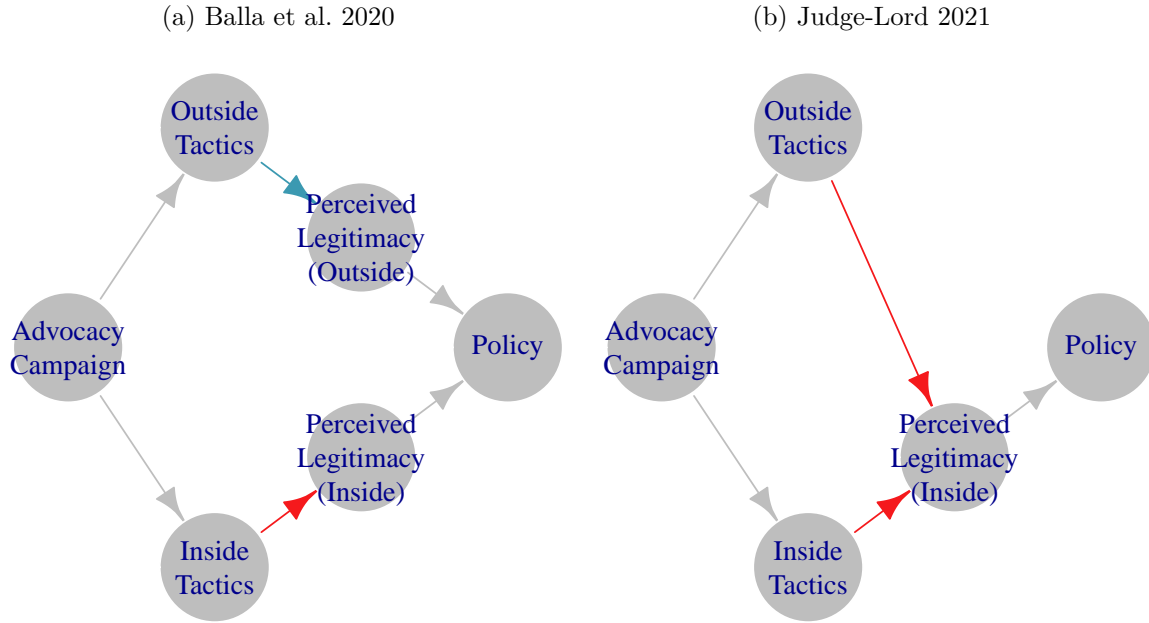 (a) Balla et al. 2020
Outside
Tactics
Perceived
Legitimacy
(Outside)
Advocacy
Campaign
Policy
Perceived
Legitimacy
(Inside)
Inside
Tactics
(b) Judge-Lord 2021
Outside
Tactics
Advocacy
Campaign
Policy
Perceived
Legitimacy
(Inside)
Inside
Tactics